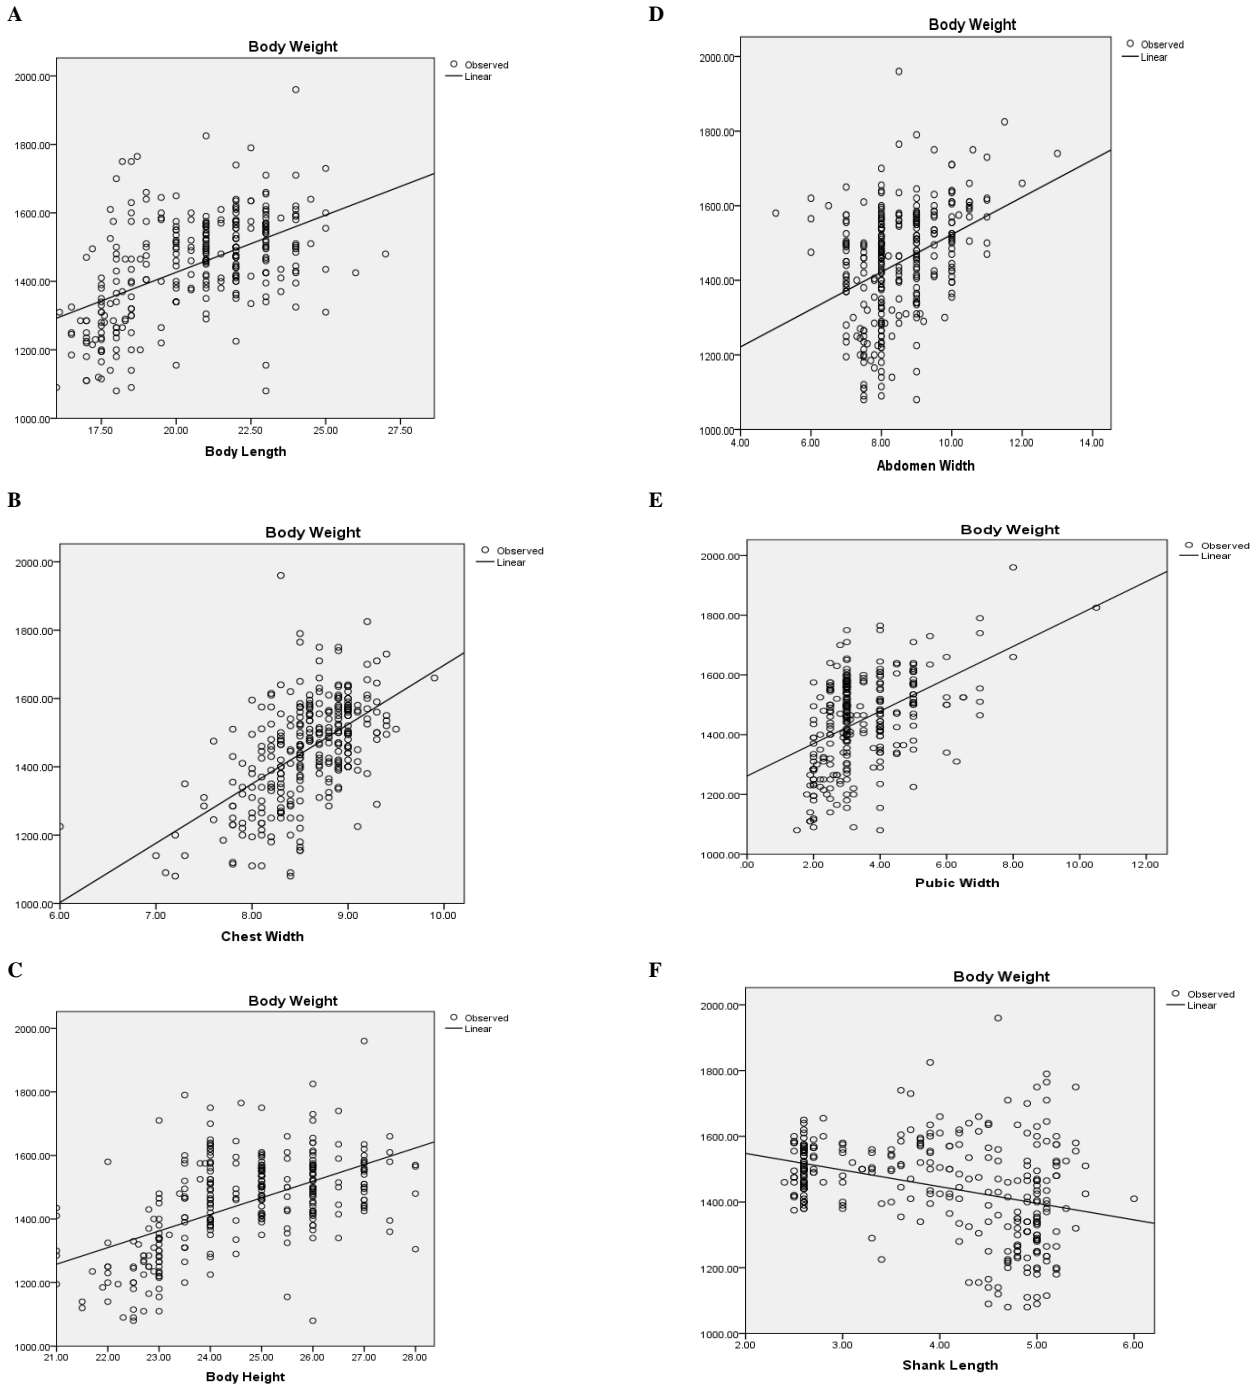 A
Body Weight
Observed
Linear
2000.00
1800.00
1600.00
1400.00
1200.00
1000.00
17.50 20.00 22.50 25.00 27.50
Body Length
D
Body Weight
Observed
Linear
2000.00
1800.00
1600.00
1400.00
1200.00
1000.00
4.00 6.00 8.00 10.00 12.00 14.00
Abdomen Width
B
Body Weight
Observed
Linear
2000.00
1800.00
1600.00
1400.00
1200.00
1000.00
6.00 7.00 8.00 9.00 10.00
Chest Width
E
Body Weight
Observed
Linear
2000.00
1800.00
1600.00
1400.00
1200.00
1000.00
.00 2.00 4.00 6.00 8.00 10.00 12.00
Pubic Width
C
Body Weight
Observed
Linear
2000.00
1800.00
1600.00
1400.00
1200.00
1000.00
21.00 22.00 23.00 24.00 25.00 26.00 27.00 28.00
Body Height
F
Body Weight
Observed
Linear
2000.00
1800.00
1600.00
1400.00
1200.00
1000.00
2.00 3.00 4.00 5.00 6.00
Shank Length